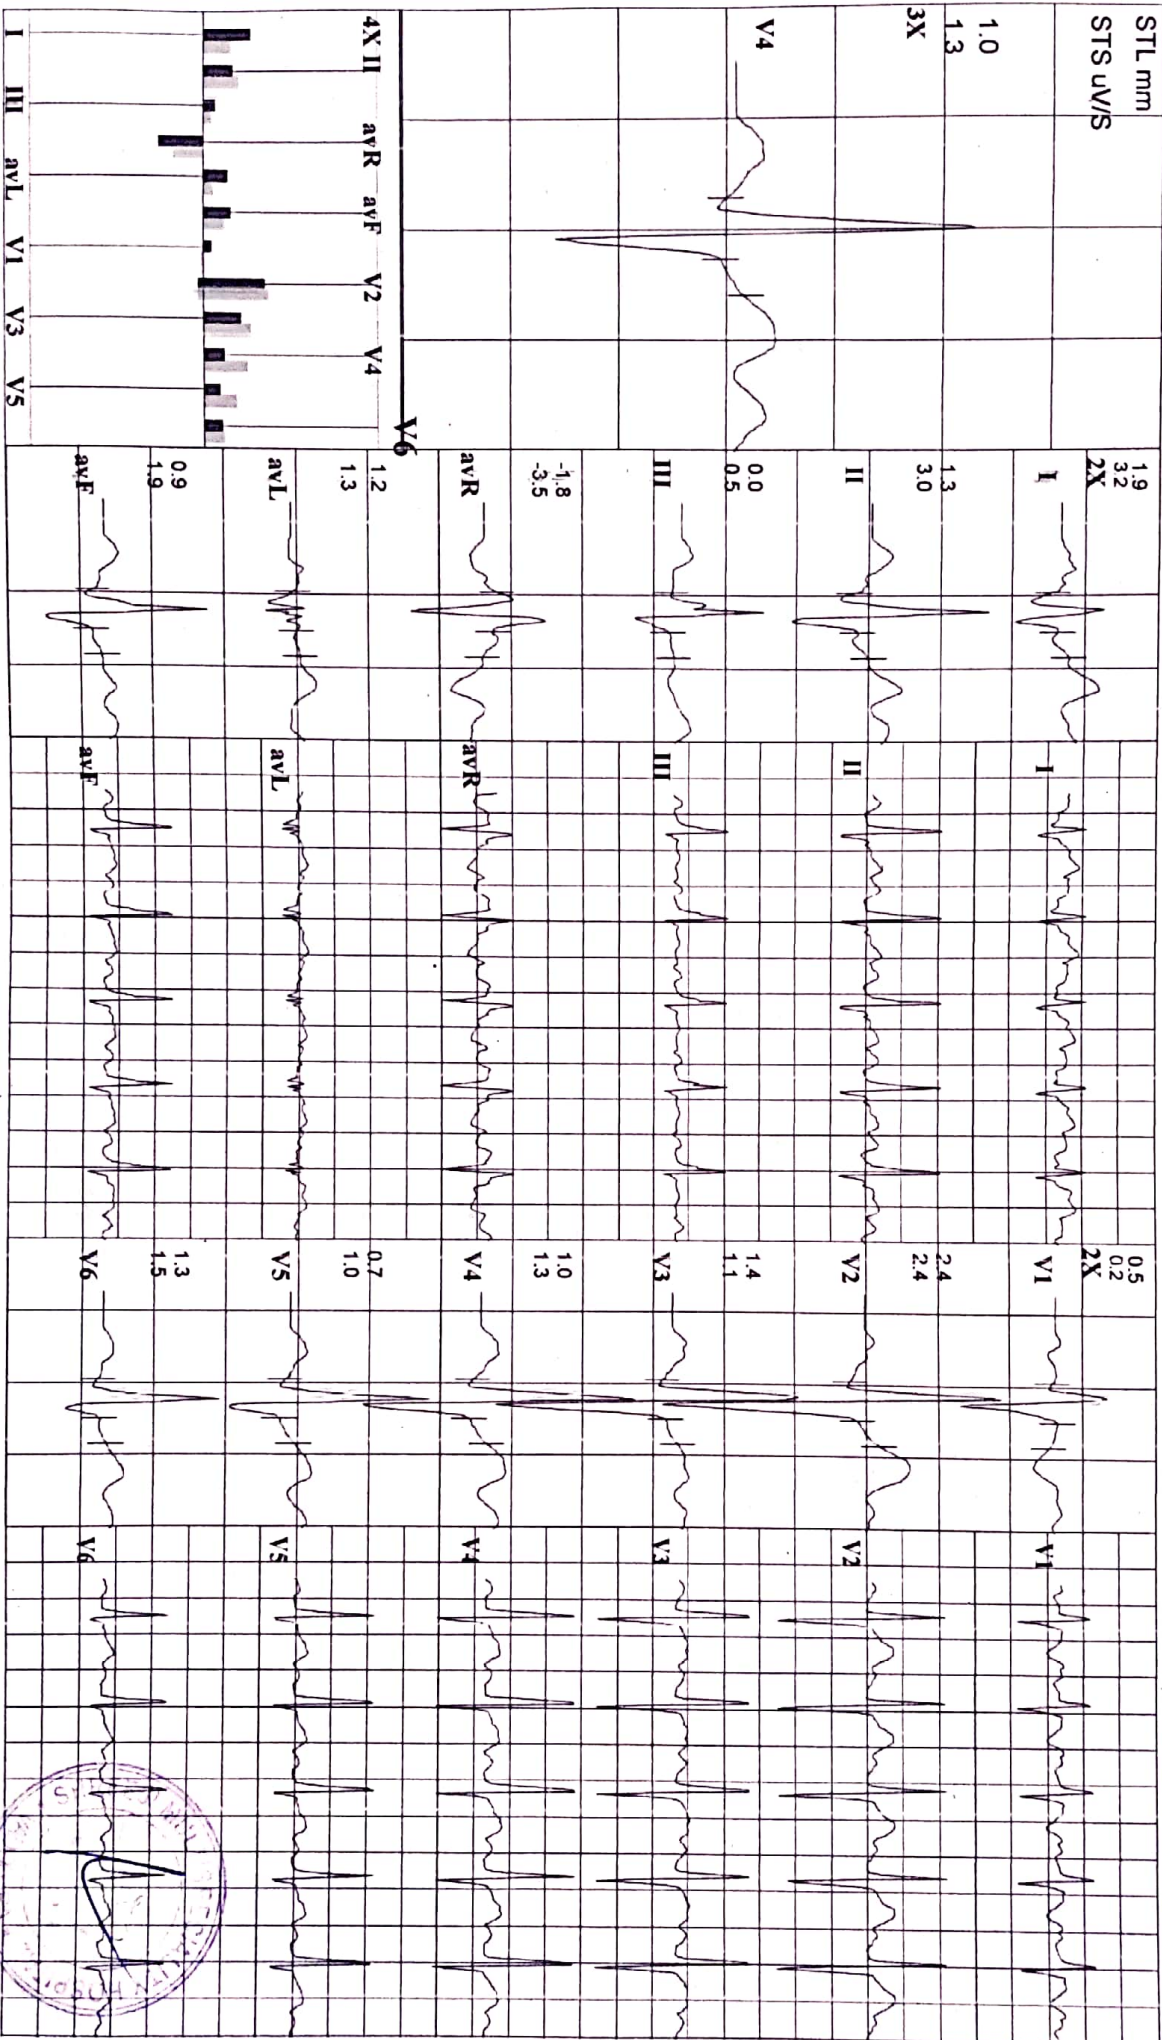 STL mm
STS uV/S
1.0
1.3
3X
V4
4X II
avR
avF
V2
V4
V6
I
III
avL
V1
V3
V5
1.9
3.2
2X
I
1.3
3.0
II
0.0
0.5
III
-1.8
-3.5
avR
1.2
1.3
avL
0.9
1.9
avF
I
II
III
avR
avL
avF
0.5
0.2
2X
V1
2.4
2.4
V2
1.4
1.1
V3
1.0
1.3
V4
0.7
1.0
V5
1.3
1.5
V6
V1
V2
V3
V4
V5
V6